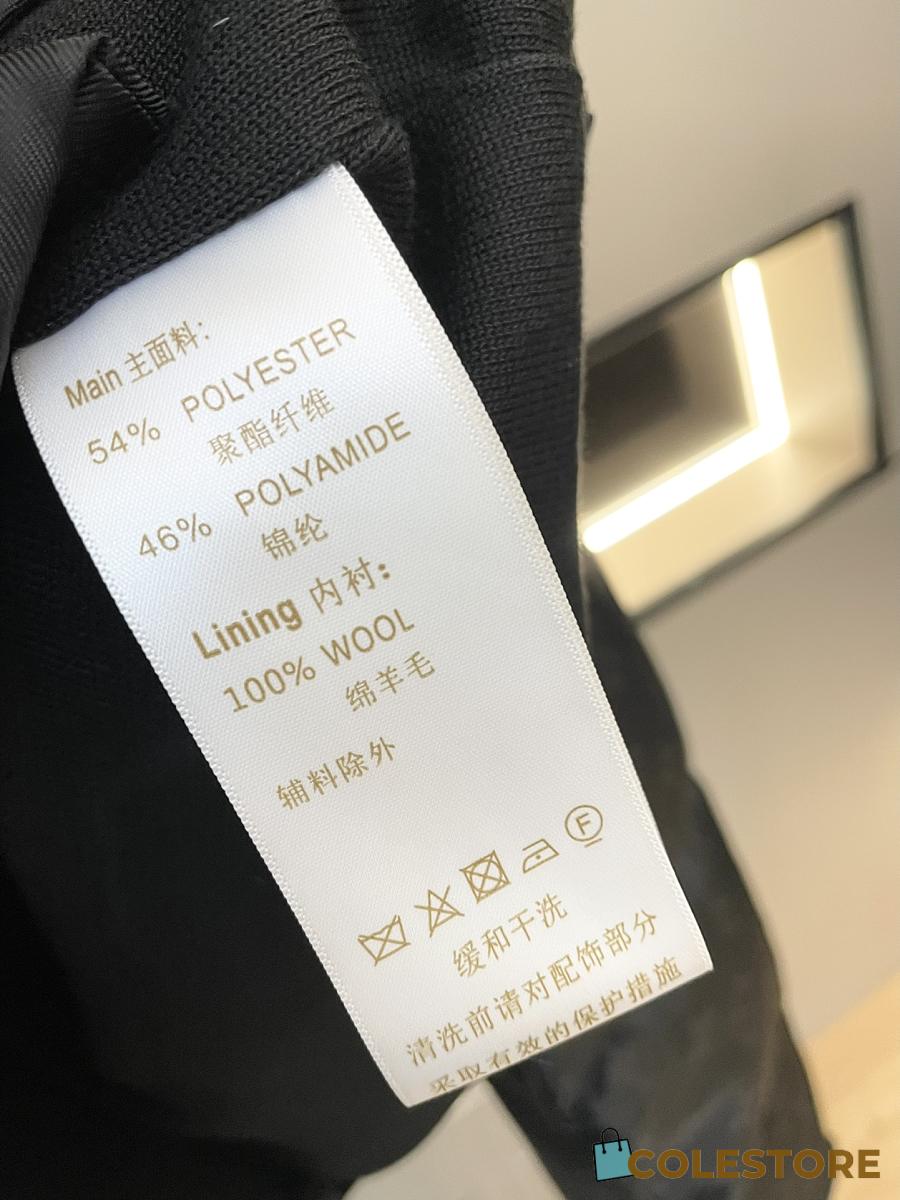 Main 主面料:
54% POLYESTER
聚酯纤维
46% POLYAMIDE
锦纶
Lining 内衬:
100% WOOL
绵羊毛
辅料除外
F
缓和干洗
清洗前请对配饰部分
采取有效的保护措施
COLESTORE